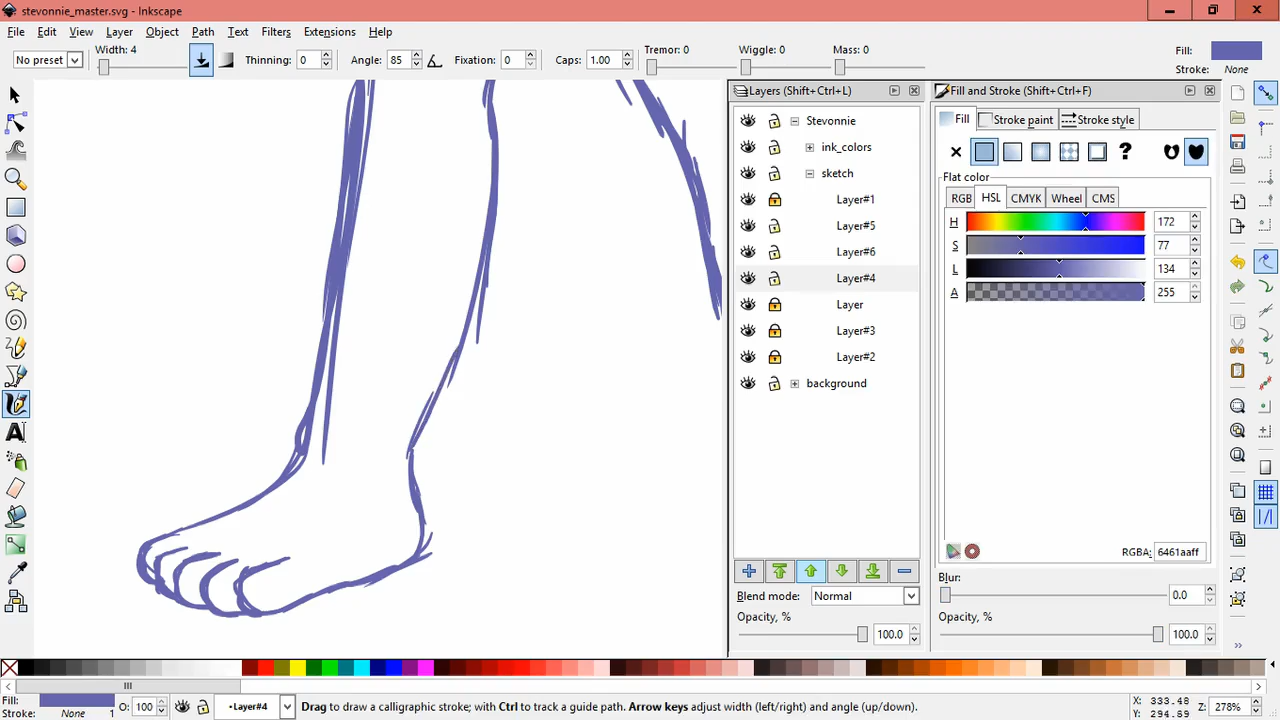 stevonnie_master.svg - Inkscape
File Edit View Layer Object Path Filters Text Extensions Help
No preset Width: 4 Thinning: 0 Angle: 85 Fixation: 0 Caps: 1.00 Tremor: 0 Wiggle: 0 Mass: 0 Fill:
Stroke: None
Layers (Shift+Ctrl+L)
Stevonnie
ink_colors
sketch
Layer#1
Layer#5
Layer#6
Layer#4
Layer
Layer#3
Layer#2
background
Blend mode: Normal
Opacity, %
100.0
Fill and Stroke (Shift+Ctrl+F)
Fill Stroke paint Stroke style
?
Flat color
RGB HSL CMYK Wheel CMS
H 172
S 77
L 134
A 255
RGBA: 6461aaff
Blur:
0.0
Opacity, %
100.0
Fill:
Stroke: None 1 O: 100 •Layer#4 Drag to draw a calligraphic stroke; with Ctrl to track a guide path. Arrow keys adjust width (left/right) and angle (up/down).
X: 333.48
Y: 294.69
Z: 278%